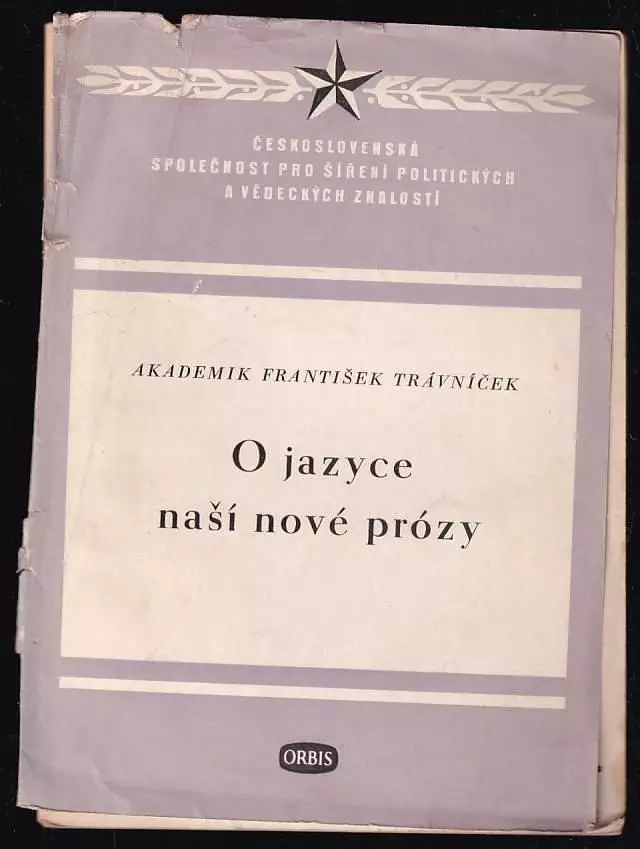 ČESKOSLOVENSKÁ
SPOLEČNOST PRO ŠÍŘENÍ POLITICKÝCH
A VĚDECKÝCH ZNALOSTÍ
AKADEMIK FRANTIŠEK TRÁVNÍČEK
O jazyce
naší nové prózy
ORBIS